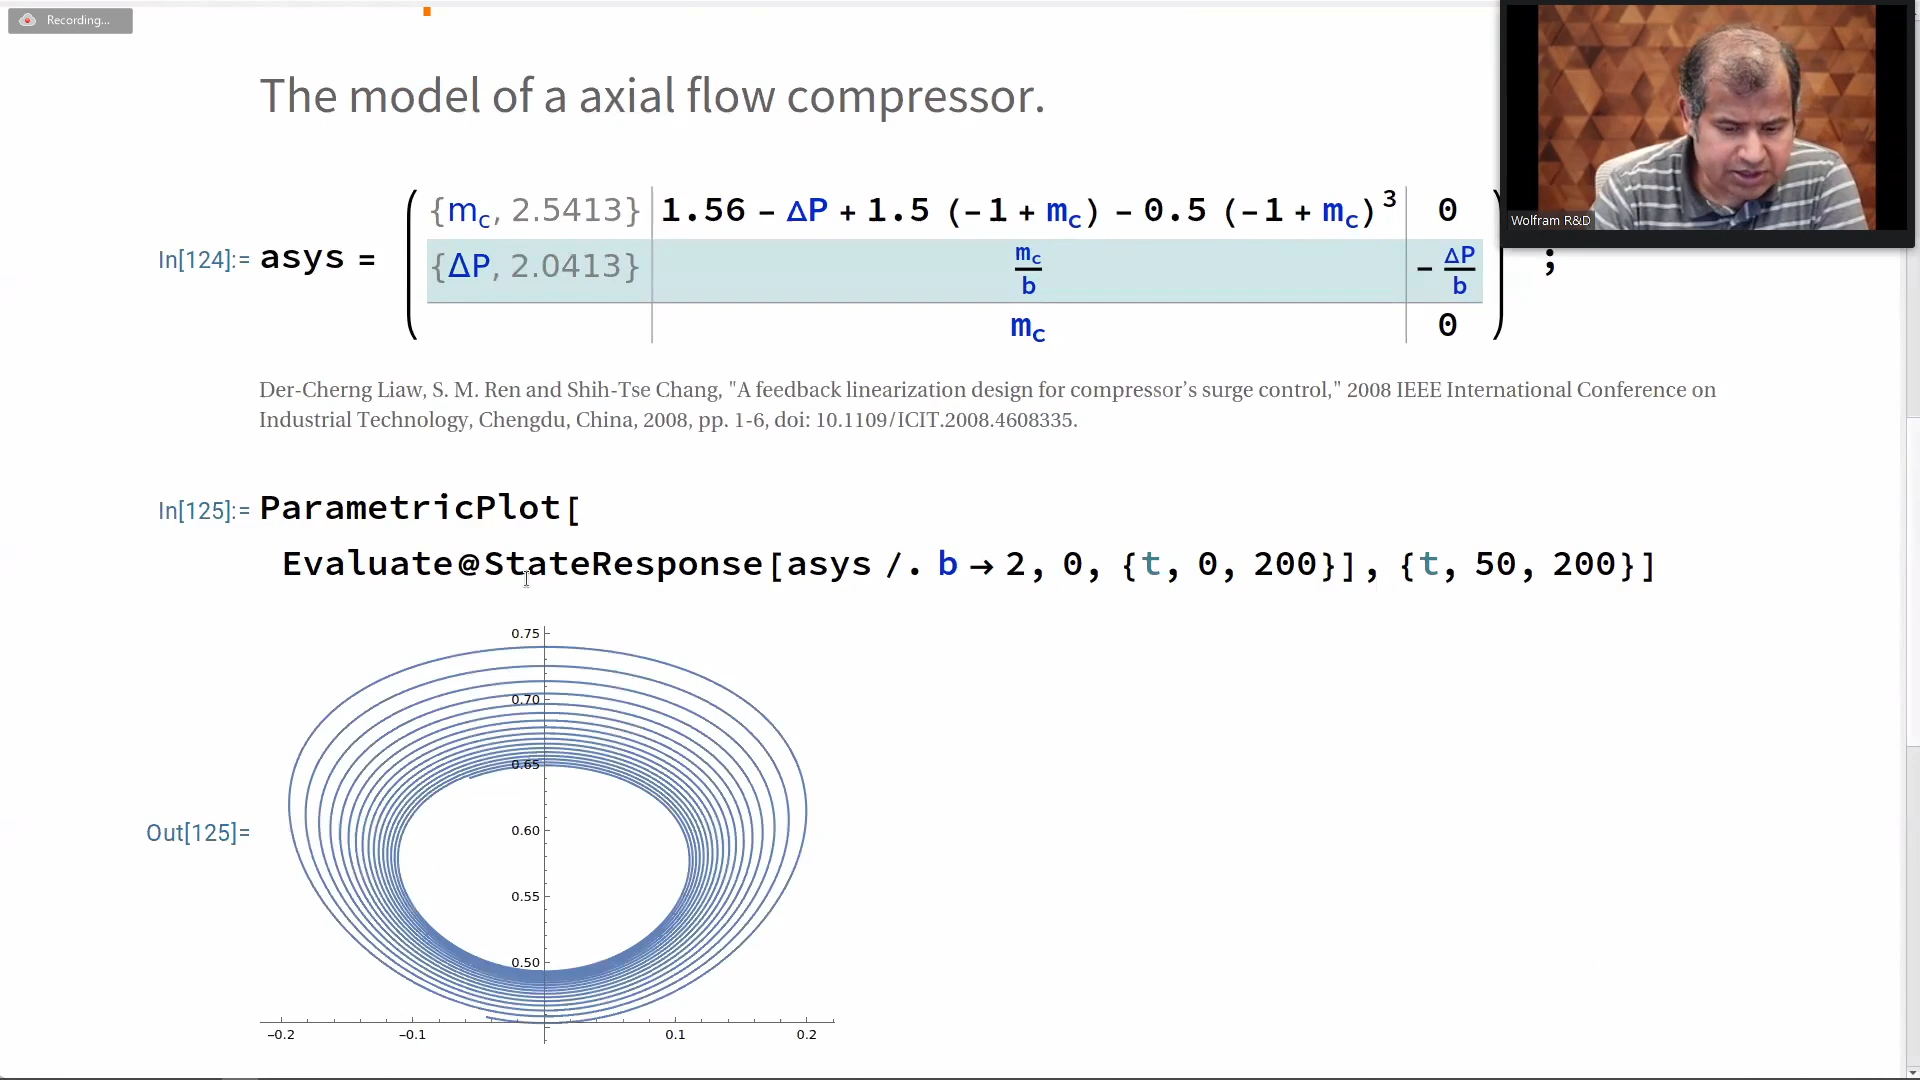 Recording...
The model of a axial flow compressor.
Wolfram R&D
{m_c, 2.5413} 1.56 - ΔP + 1.5 (-1 + m_c) - 0.5 (-1 + m_c)^3 0
In[124]:= asys = {ΔP, 2.0413} m_c/b - ΔP/b ;
m_c 0
Der-Cherng Liaw, S. M. Ren and Shih-Tse Chang, "A feedback linearization design for compressor's surge control," 2008 IEEE International Conference on
Industrial Technology, Chengdu, China, 2008, pp. 1-6, doi: 10.1109/ICIT.2008.4608335.
In[125]:= ParametricPlot[
Evaluate@StateResponse[asys /. b → 2, 0, {t, 0, 200}], {t, 50, 200}]
0.75
0.70
0.65
Out[125]= 0.60
0.55
0.50
-0.2 -0.1 0.1 0.2